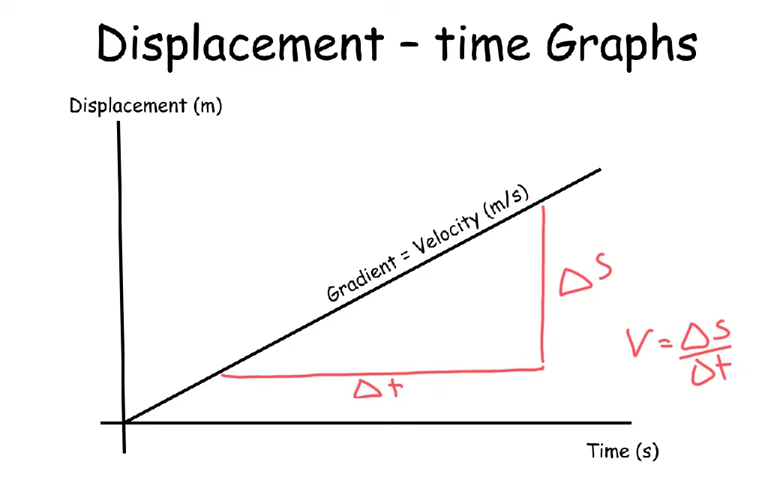 Displacement – time Graphs
Displacement (m)
Gradient = Velocity (m/s)
Δs
V = Δs
Δt
Δt
Time (s)